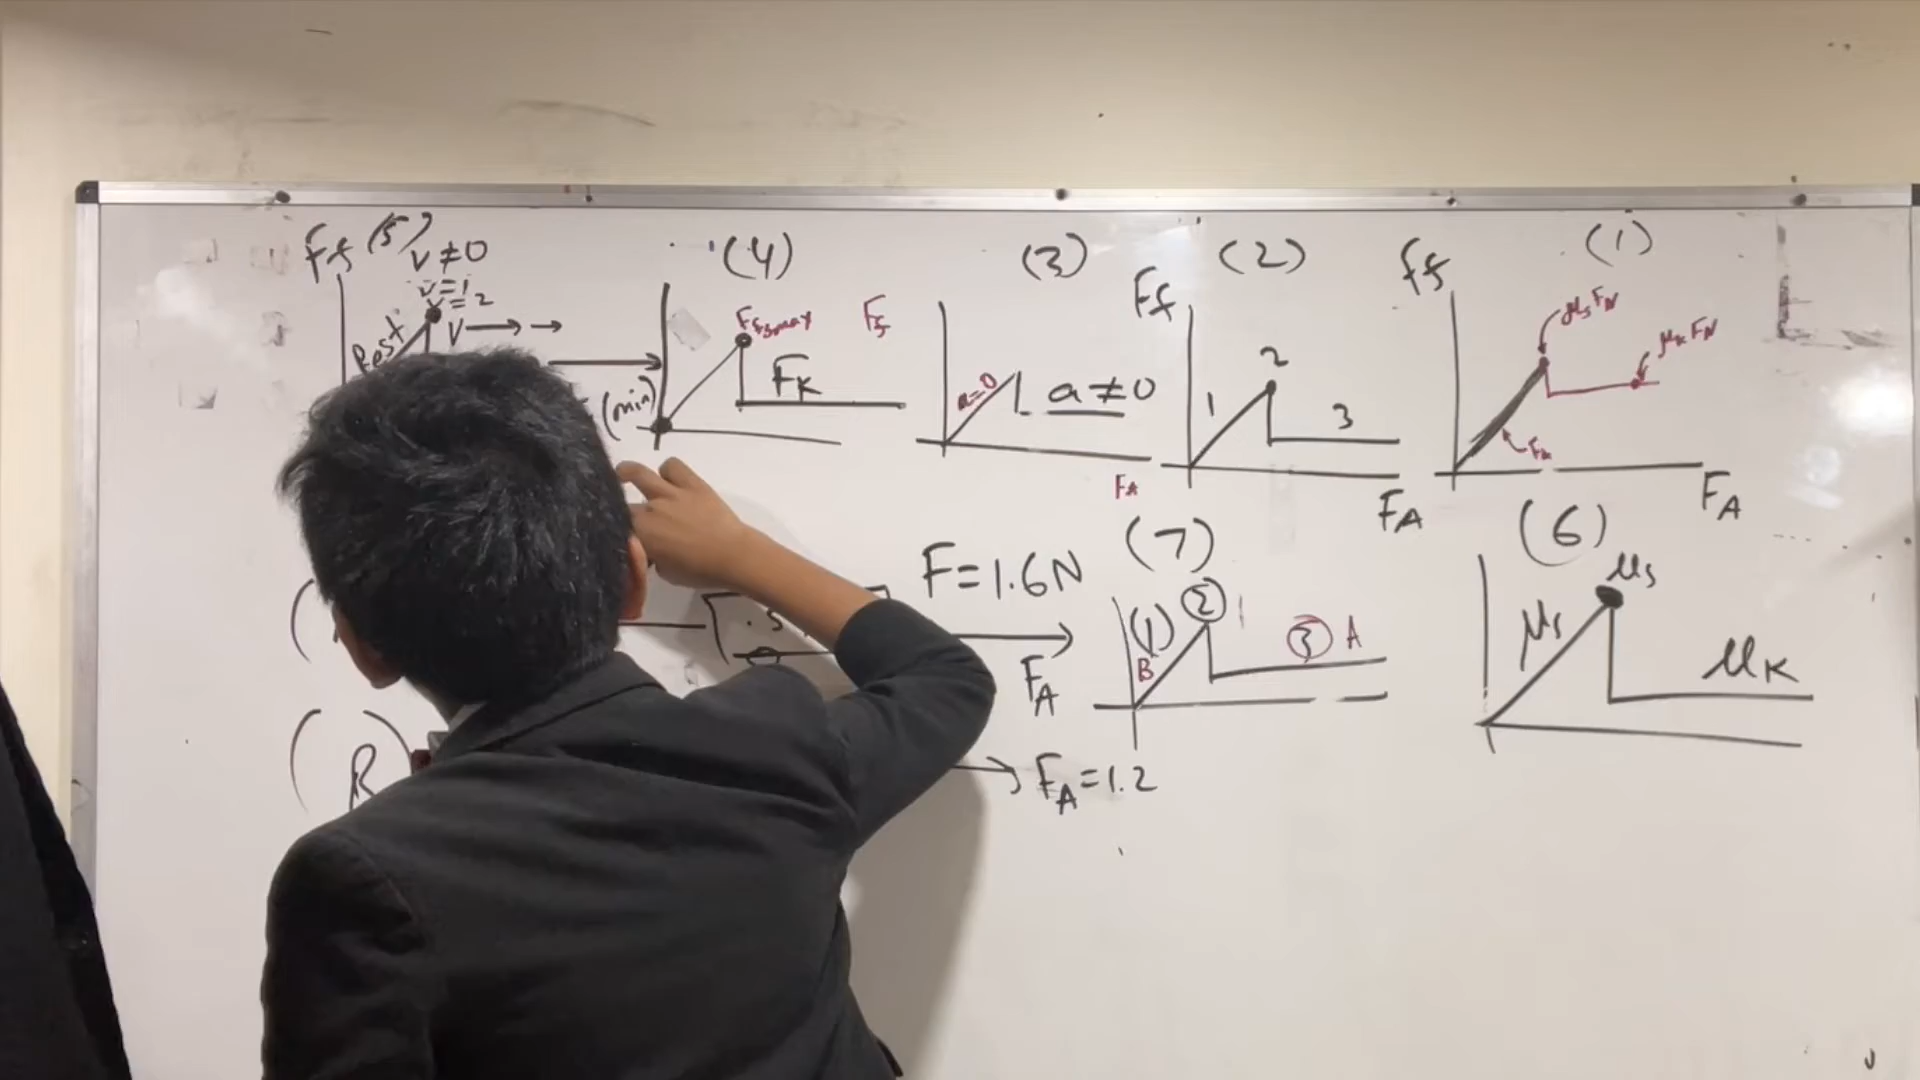 Ff (5)
V≠0
v=1
v=2
V
Rest
(4)
Ffsmax
FK
(min)
(3)
Ff
a=0
a≠0
FA
(2)
Ff
1
2
3
FA
(1)
Ff
μsFN
μkFN
FA
F=1.6N
FA
(7)
(1)
②
B
③ A
(6)
μs
μs
μK
R
FA=1.2